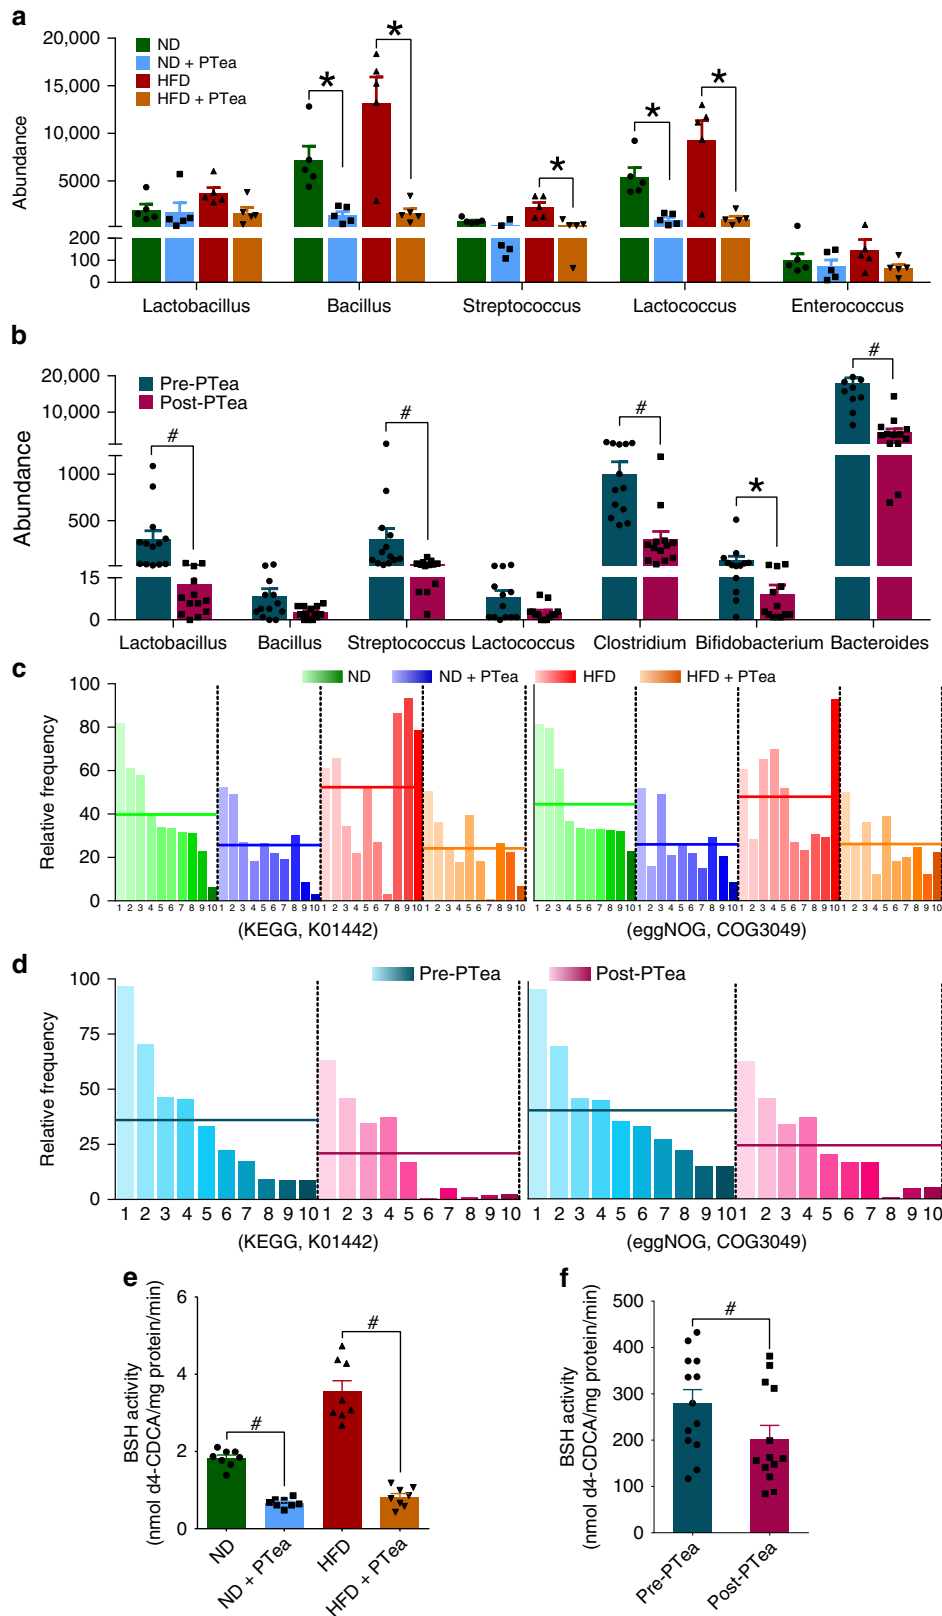 a
20,000
15,000
10,000
5000
200
100
0
Abundance
ND
ND + PTea
HFD
HFD + PTea
*
*
*
*
*
Lactobacillus Bacillus Streptococcus Lactococcus Enterococcus
b
20,000
10,000
1000
500
15
0
Abundance
Pre-PTea
Post-PTea
#
#
#
*
#
Lactobacillus Bacillus Streptococcus Lactococcus Clostridium Bifidobacterium Bacteroides
c
ND ND + PTea HFD HFD + PTea
100
80
60
40
20
0
Relative frequency
1 2 3 4 5 6 7 8 9 10 1 2 3 4 5 6 7 8 9 10 1 2 3 4 5 6 7 8 9 10 1 2 3 4 5 6 7 8 9 10 1 2 3 4 5 6 7 8 9 10 1 2 3 4 5 6 7 8 9 10 1 2 3 4 5 6 7 8 9 10 1 2 3 4 5 6 7 8 9 10
(KEGG, K01442) (eggNOG, COG3049)
d
Pre-PTea Post-PTea
100
75
50
25
0
Relative frequency
1 2 3 4 5 6 7 8 9 10 1 2 3 4 5 6 7 8 9 10 1 2 3 4 5 6 7 8 9 10 1 2 3 4 5 6 7 8 9 10
(KEGG, K01442) (eggNOG, COG3049)
e
6
4
2
0
BSH activity
(nmol d4-CDCA/mg protein/min)
#
#
ND
ND + PTea
HFD
HFD + PTea
f
500
400
300
200
100
0
BSH activity
(nmol d4-CDCA/mg protein/min)
#
Pre-PTea
Post-PTea